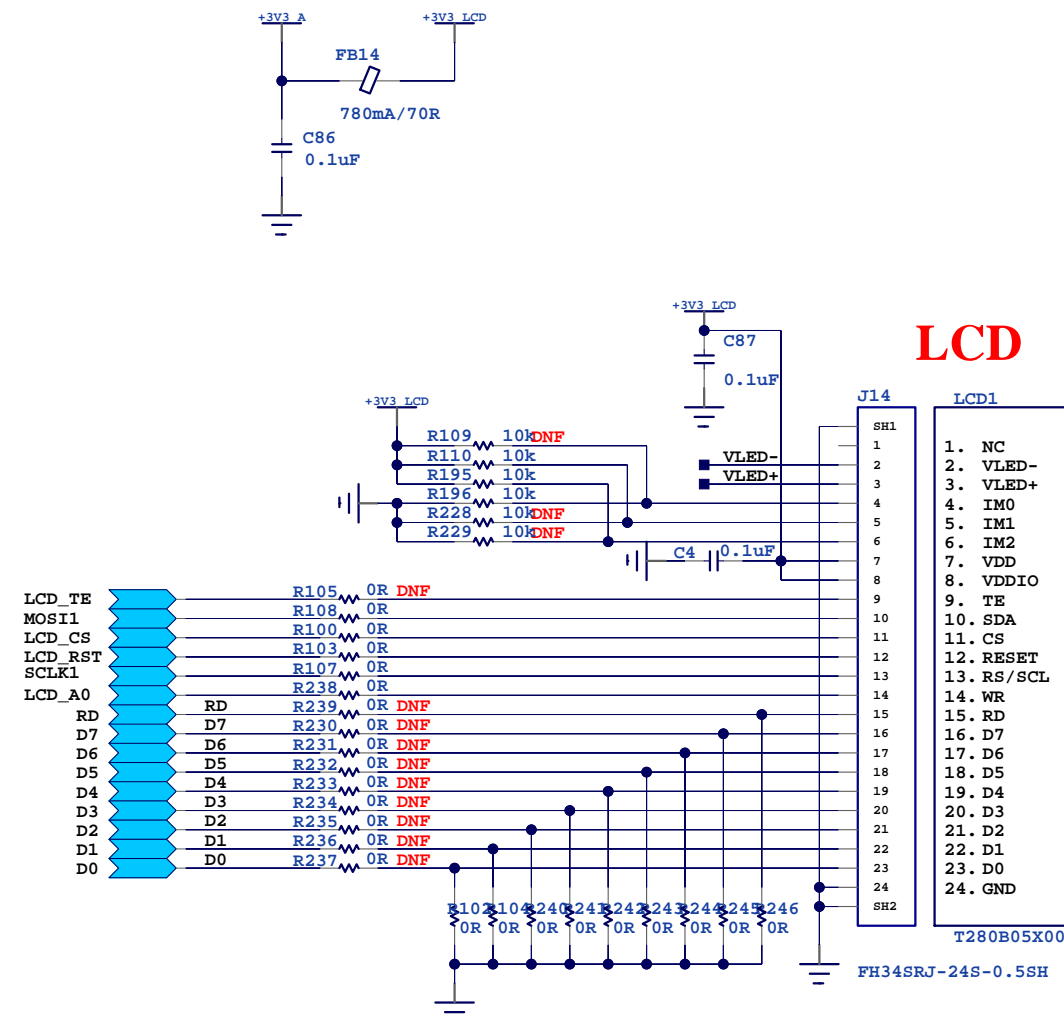 +3V3_A +3V3_LCD
FB14
780mA/70R
C86
0.1uF
+3V3_LCD
LCD
C87
0.1uF
+3V3_LCD
J14 LCD1
R109 10k DNF
R110 10k
R195 10k
R196 10k
R228 10k DNF
R229 10k DNF
VLED-
VLED+
C4 0.1uF
SH1
1
2
3
4
5
6
7
8
9
10
11
12
13
14
15
16
17
18
19
20
21
22
23
24
SH2
1. NC
2. VLED-
3. VLED+
4. IM0
5. IM1
6. IM2
7. VDD
8. VDDIO
9. TE
10. SDA
11. CS
12. RESET
13. RS/SCL
14. WR
15. RD
16. D7
17. D6
18. D5
19. D4
20. D3
21. D2
22. D1
23. D0
24. GND
LCD_TE R105 0R DNF
MOSI1 R108 0R
LCD_CS R100 0R
LCD_RST R103 0R
SCLK1 R107 0R
LCD_A0 R238 0R
RD RD R239 0R DNF
D7 D7 R230 0R DNF
D6 D6 R231 0R DNF
D5 D5 R232 0R DNF
D4 D4 R233 0R DNF
D3 D3 R234 0R DNF
D2 D2 R235 0R DNF
D1 D1 R236 0R DNF
D0 D0 R237 0R DNF
R102 R104 R240 R241 R242 R243 R244 R245 R246
0R 0R 0R 0R 0R 0R 0R 0R 0R
T280B05X00
FH34SRJ-24S-0.5SH